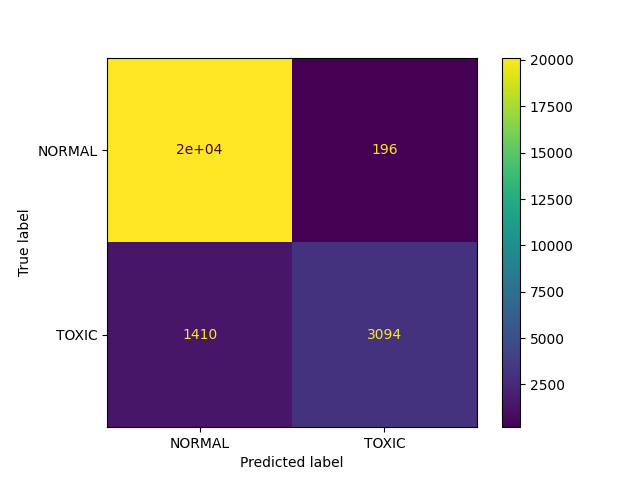 True label
NORMAL
TOXIC
2e+04
196
1410
3094
NORMAL
TOXIC
Predicted label
20000
17500
15000
12500
10000
7500
5000
2500